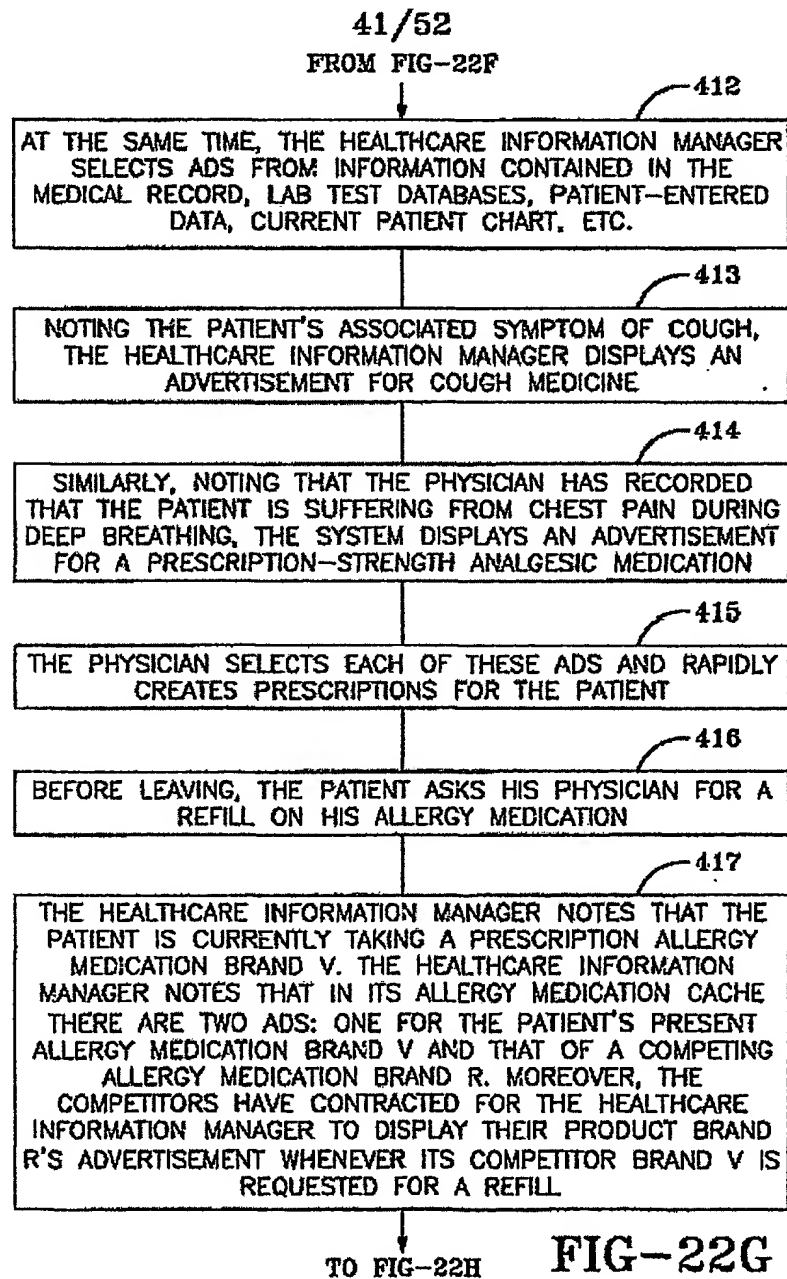 41/52
FROM FIG-22F
412
AT THE SAME TIME, THE HEALTHCARE INFORMATION MANAGER
SELECTS ADS FROM INFORMATION CONTAINED IN THE
MEDICAL RECORD, LAB TEST DATABASES, PATIENT-ENTERED
DATA, CURRENT PATIENT CHART, ETC.
413
NOTING THE PATIENT'S ASSOCIATED SYMPTOM OF COUGH,
THE HEALTHCARE INFORMATION MANAGER DISPLAYS AN
ADVERTISEMENT FOR COUGH MEDICINE
414
SIMILARLY, NOTING THAT THE PHYSICIAN HAS RECORDED
THAT THE PATIENT IS SUFFERING FROM CHEST PAIN DURING
DEEP BREATHING, THE SYSTEM DISPLAYS AN ADVERTISEMENT
FOR A PRESCRIPTION-STRENGTH ANALGESIC MEDICATION
415
THE PHYSICIAN SELECTS EACH OF THESE ADS AND RAPIDLY
CREATES PRESCRIPTIONS FOR THE PATIENT
416
BEFORE LEAVING, THE PATIENT ASKS HIS PHYSICIAN FOR A
REFILL ON HIS ALLERGY MEDICATION
417
THE HEALTHCARE INFORMATION MANAGER NOTES THAT THE
PATIENT IS CURRENTLY TAKING A PRESCRIPTION ALLERGY
MEDICATION BRAND V. THE HEALTHCARE INFORMATION
MANAGER NOTES THAT IN ITS ALLERGY MEDICATION CACHE
THERE ARE TWO ADS: ONE FOR THE PATIENT'S PRESENT
ALLERGY MEDICATION BRAND V AND THAT OF A COMPETING
ALLERGY MEDICATION BRAND R. MOREOVER, THE
COMPETITORS HAVE CONTRACTED FOR THE HEALTHCARE
INFORMATION MANAGER TO DISPLAY THEIR PRODUCT BRAND
R'S ADVERTISEMENT WHENEVER ITS COMPETITOR BRAND V IS
REQUESTED FOR A REFILL
TO FIG-22H
FIG-22G